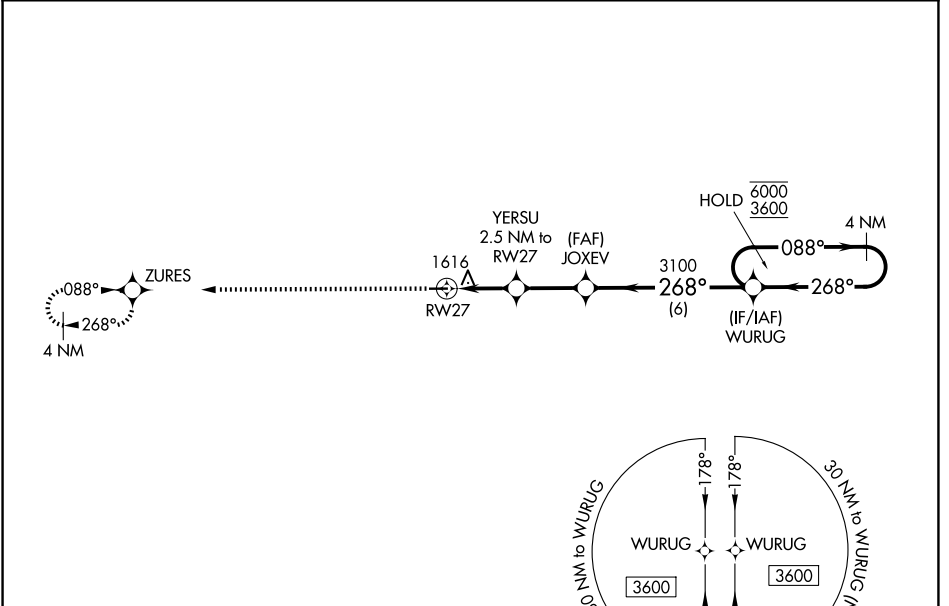 HOLD 6000
3600
4 NM
088°
268°
(IF/IAF)
WURUG
3100
268°
(6)
(FAF)
JOXEV
YERSU
2.5 NM to
RW27
1616
RW27
ZURES
088°
268°
4 NM
178°
178°
30 NM to WURUG
NM to WURUG
WURUG
WURUG
3600
3600